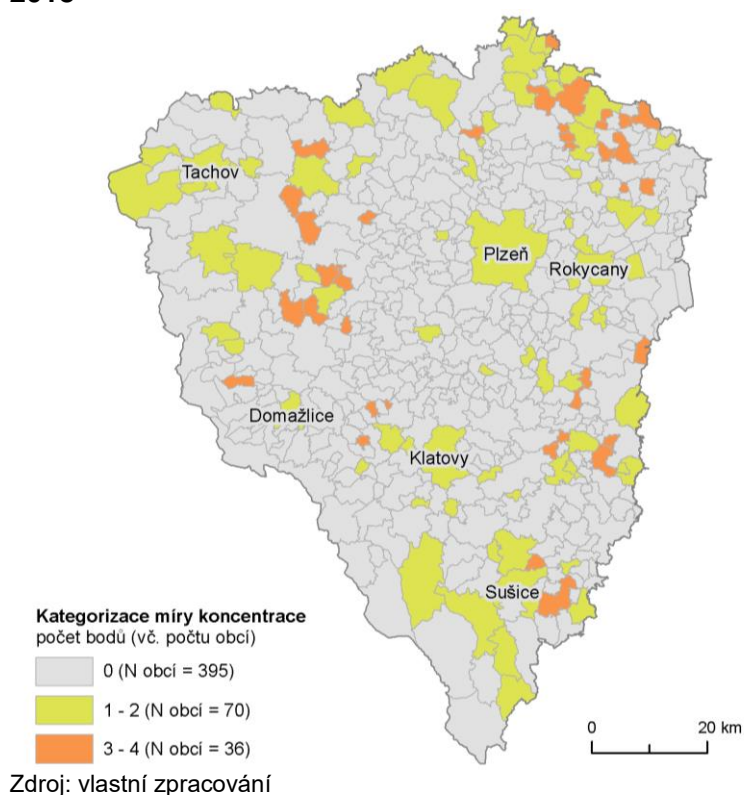 Tachov
Plzeň
Rokycany
Domažlice
Klatovy
Sušice
Kategorizace míry koncentrace
počet bodů (vč. počtu obcí)
0 (N obcí = 395)
1 - 2 (N obcí = 70)
3 - 4 (N obcí = 36)
0 20 km
Zdroj: vlastní zpracování